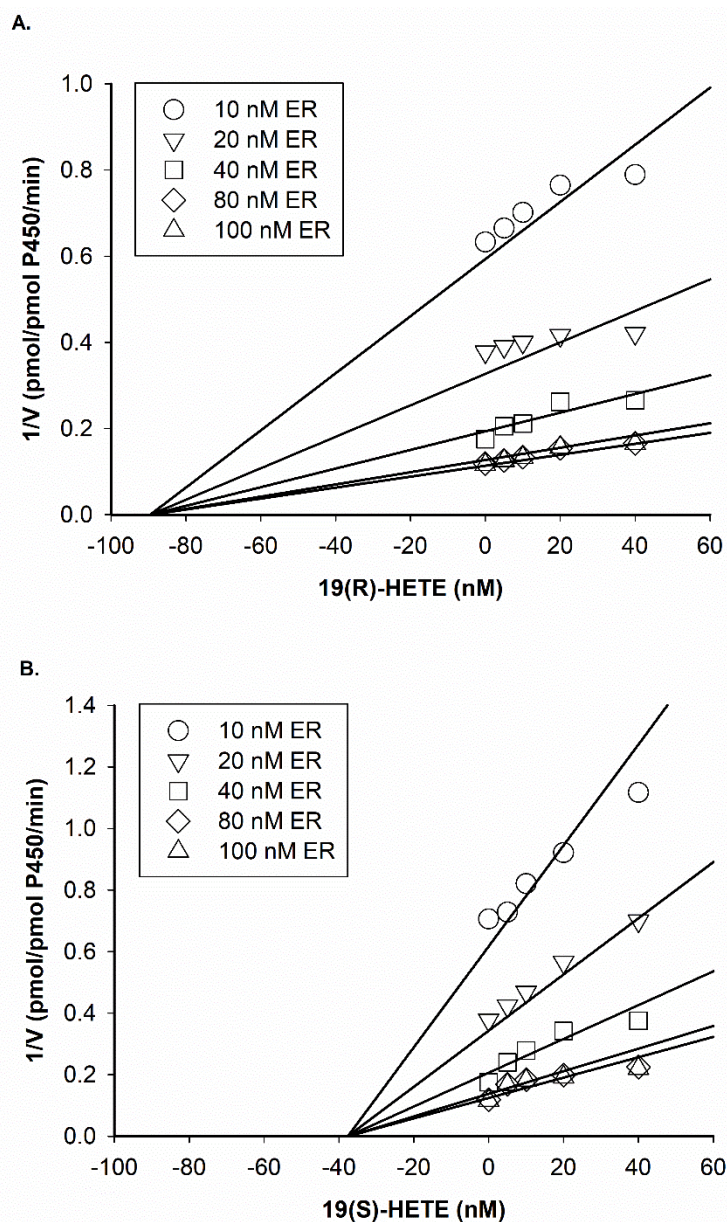 A.
1.0
0.8
0.6
0.4
0.2
0.0
1/V (pmol/pmol P450/min)
10 nM ER
20 nM ER
40 nM ER
80 nM ER
100 nM ER
-100 -80 -60 -40 -20 0 20 40 60
19(R)-HETE (nM)
B.
1.4
1.2
1.0
0.8
0.6
0.4
0.2
0.0
1/V (pmol/pmol P450/min)
10 nM ER
20 nM ER
40 nM ER
80 nM ER
100 nM ER
-100 -80 -60 -40 -20 0 20 40 60
19(S)-HETE (nM)